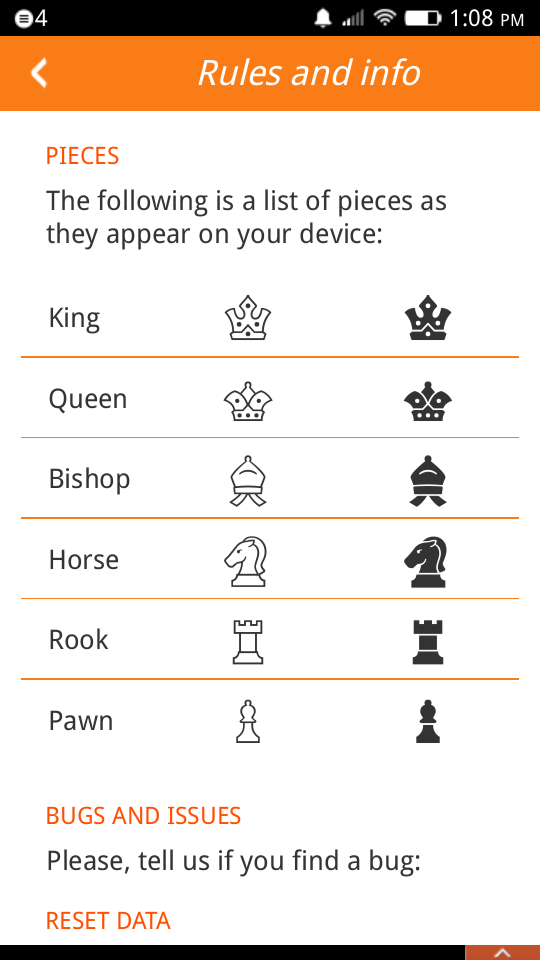 4
1:08 PM
Rules and info
PIECES
The following is a list of pieces as
they appear on your device:
King
Queen
Bishop
Horse
Rook
Pawn
BUGS AND ISSUES
Please, tell us if you find a bug:
RESET DATA